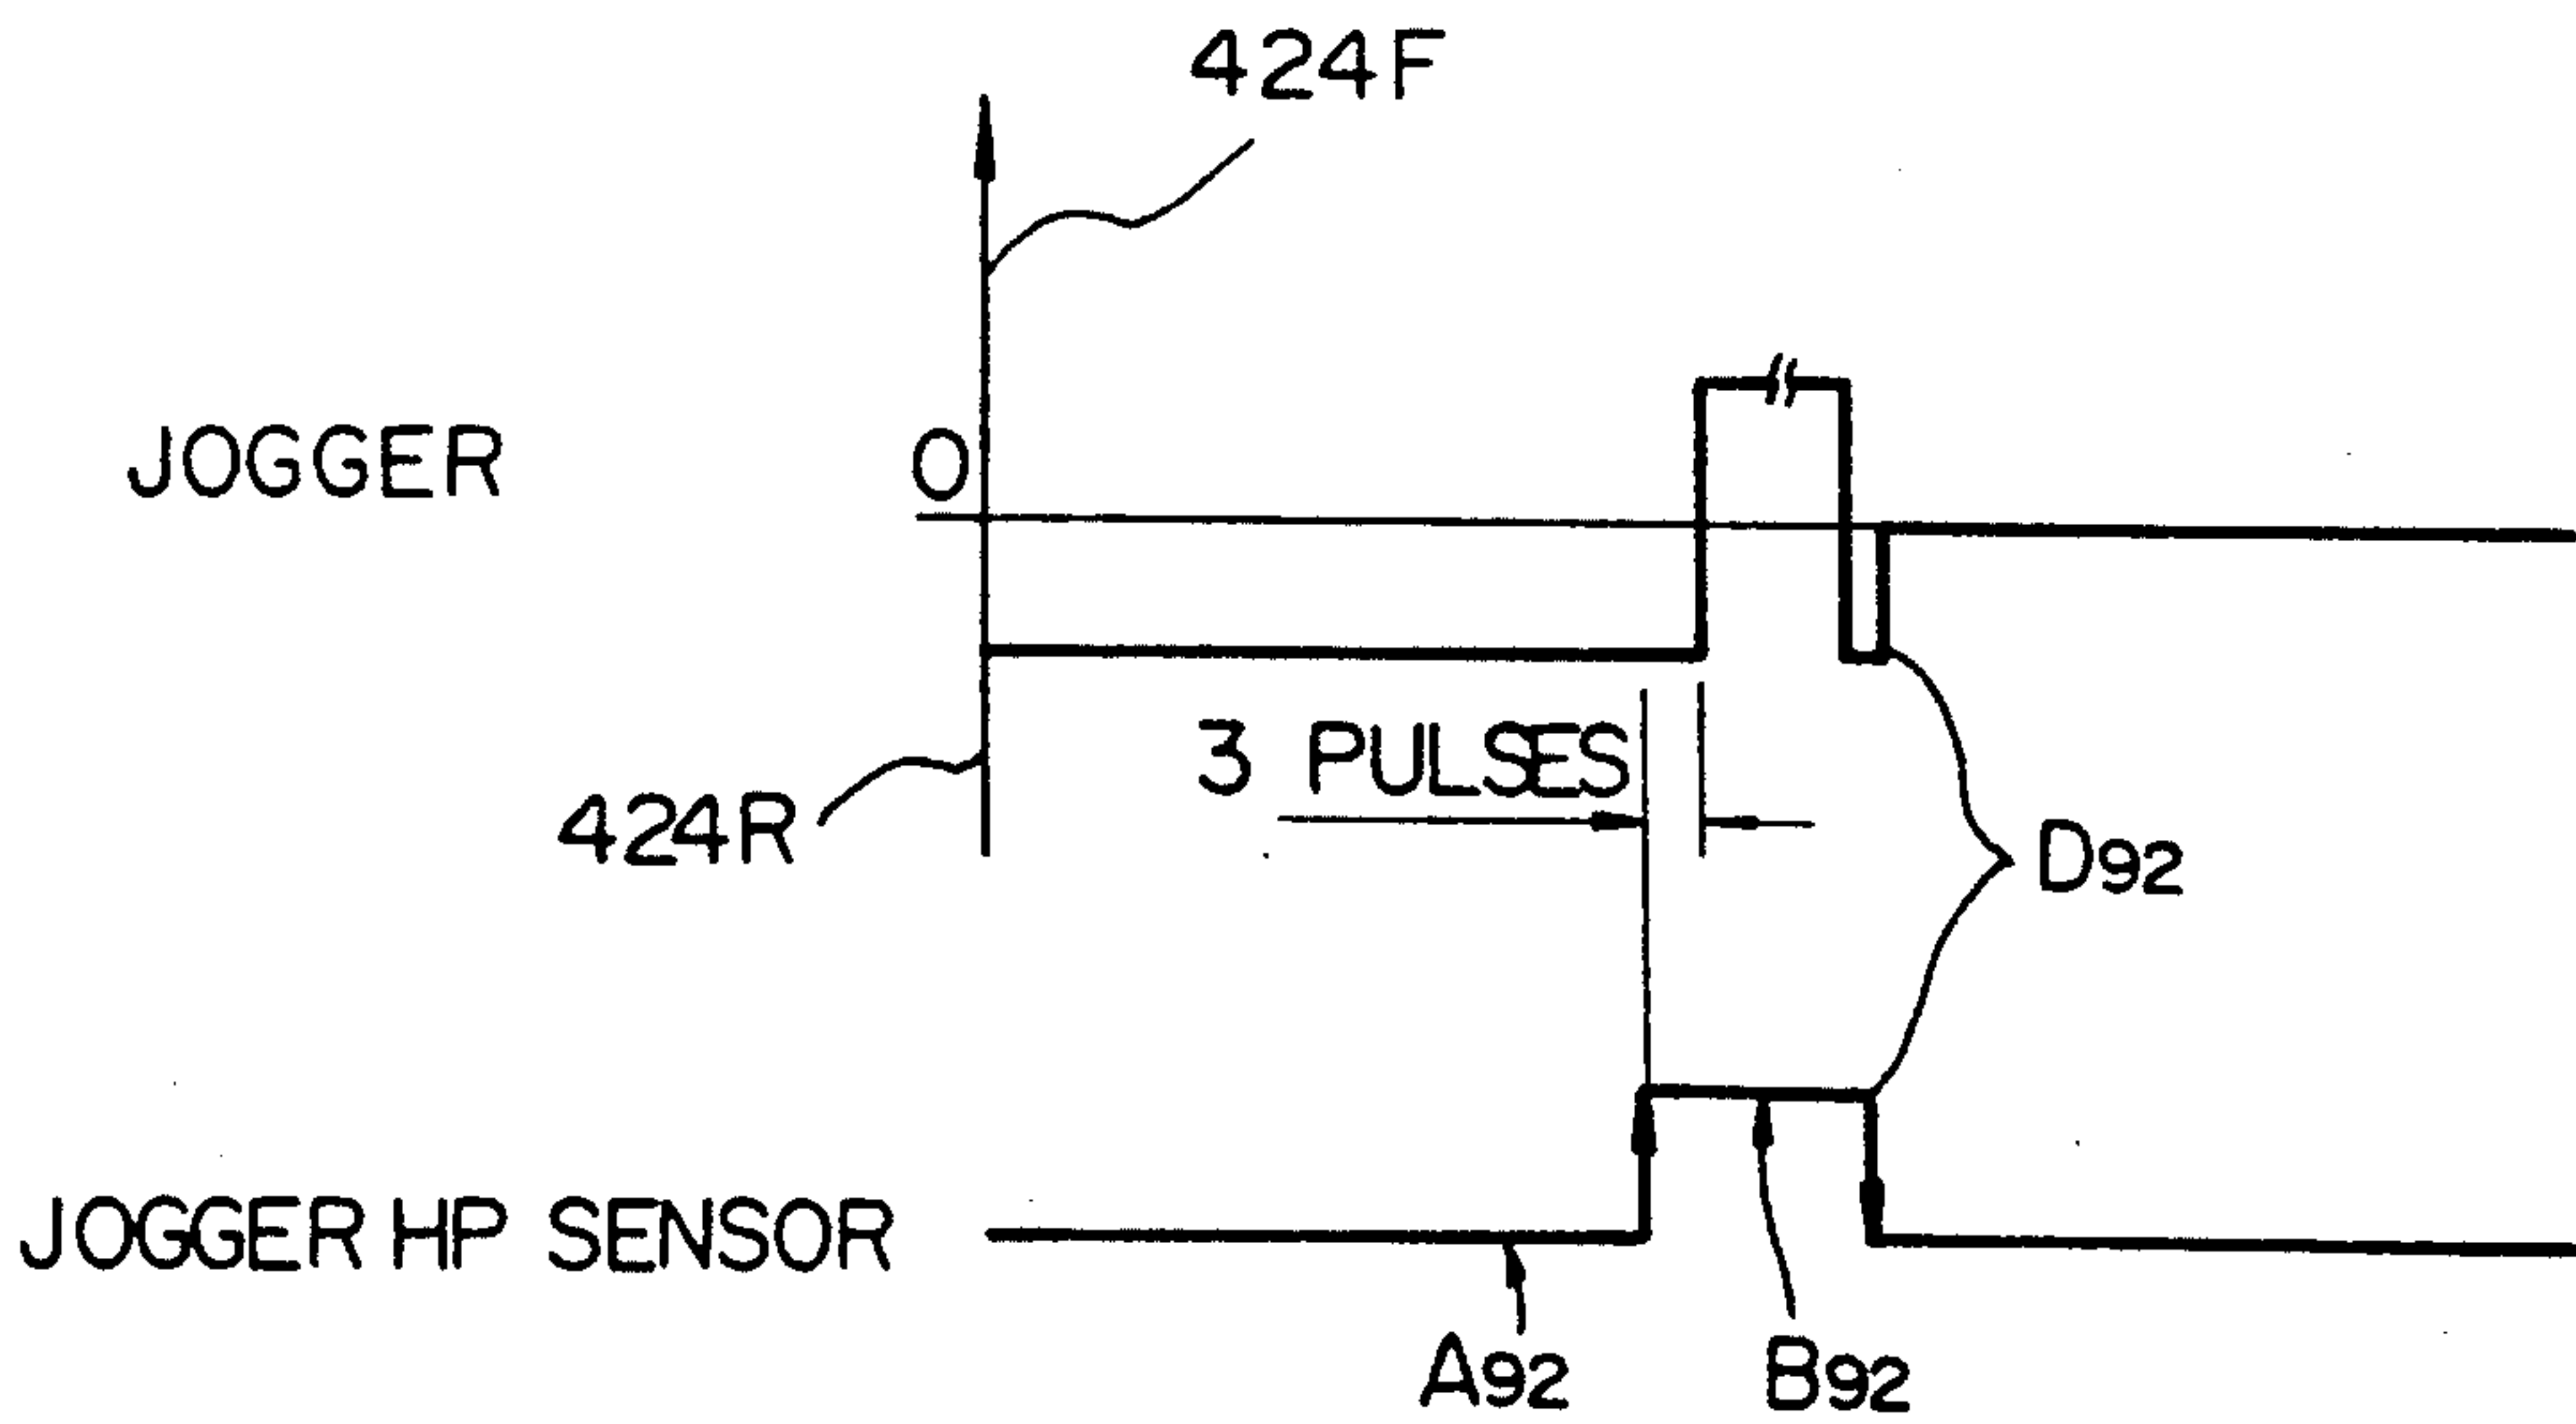 424F
JOGGER
0
424R
3 PULSES
D92
JOGGER HP SENSOR
A92
B92